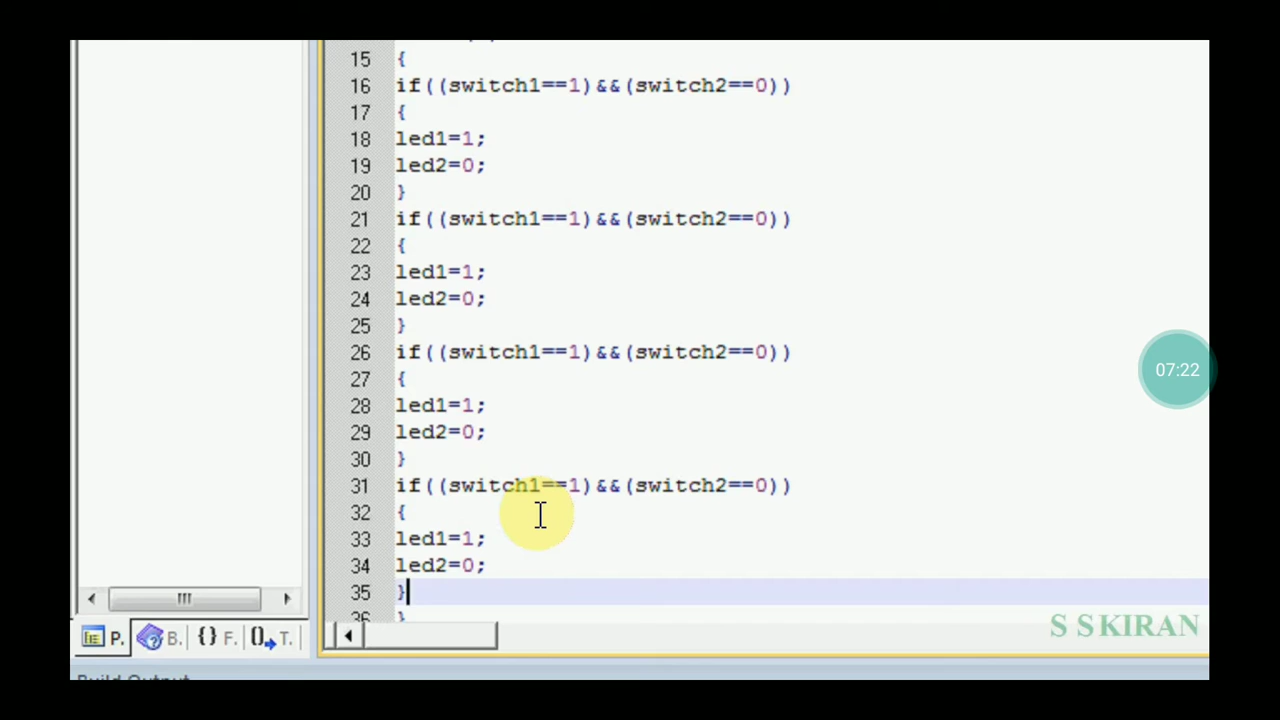 15 {
16 if((switch1==1)&&(switch2==0))
17 {
18 led1=1;
19 led2=0;
20 }
21 if((switch1==1)&&(switch2==0))
22 {
23 led1=1;
24 led2=0;
25 }
26 if((switch1==1)&&(switch2==0))
27 {
28 led1=1;
29 led2=0;
30 }
31 if((switch1==1)&&(switch2==0))
32 {
33 led1=1;
34 led2=0;
35 }
36 }
07:22
S S KIRAN
P. B. {} F. () T.
Build Output